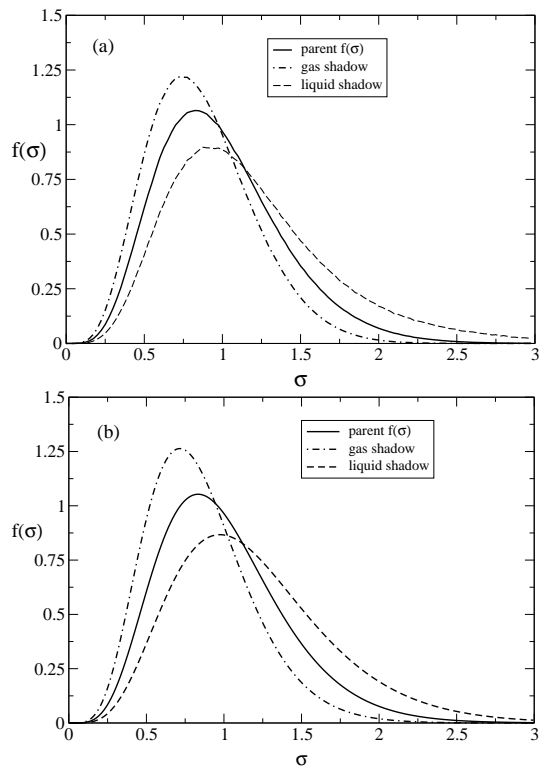 1.5
(a)
parent f(σ)
gas shadow
liquid shadow
1.25
1
f(σ)
0.75
0.5
0.25
0
0 0.5 1 1.5 2 2.5 3
σ
1.5
(b)
parent f(σ)
gas shadow
liquid shadow
1.25
1
f(σ)
0.75
0.5
0.25
0
0 0.5 1 1.5 2 2.5 3
σ